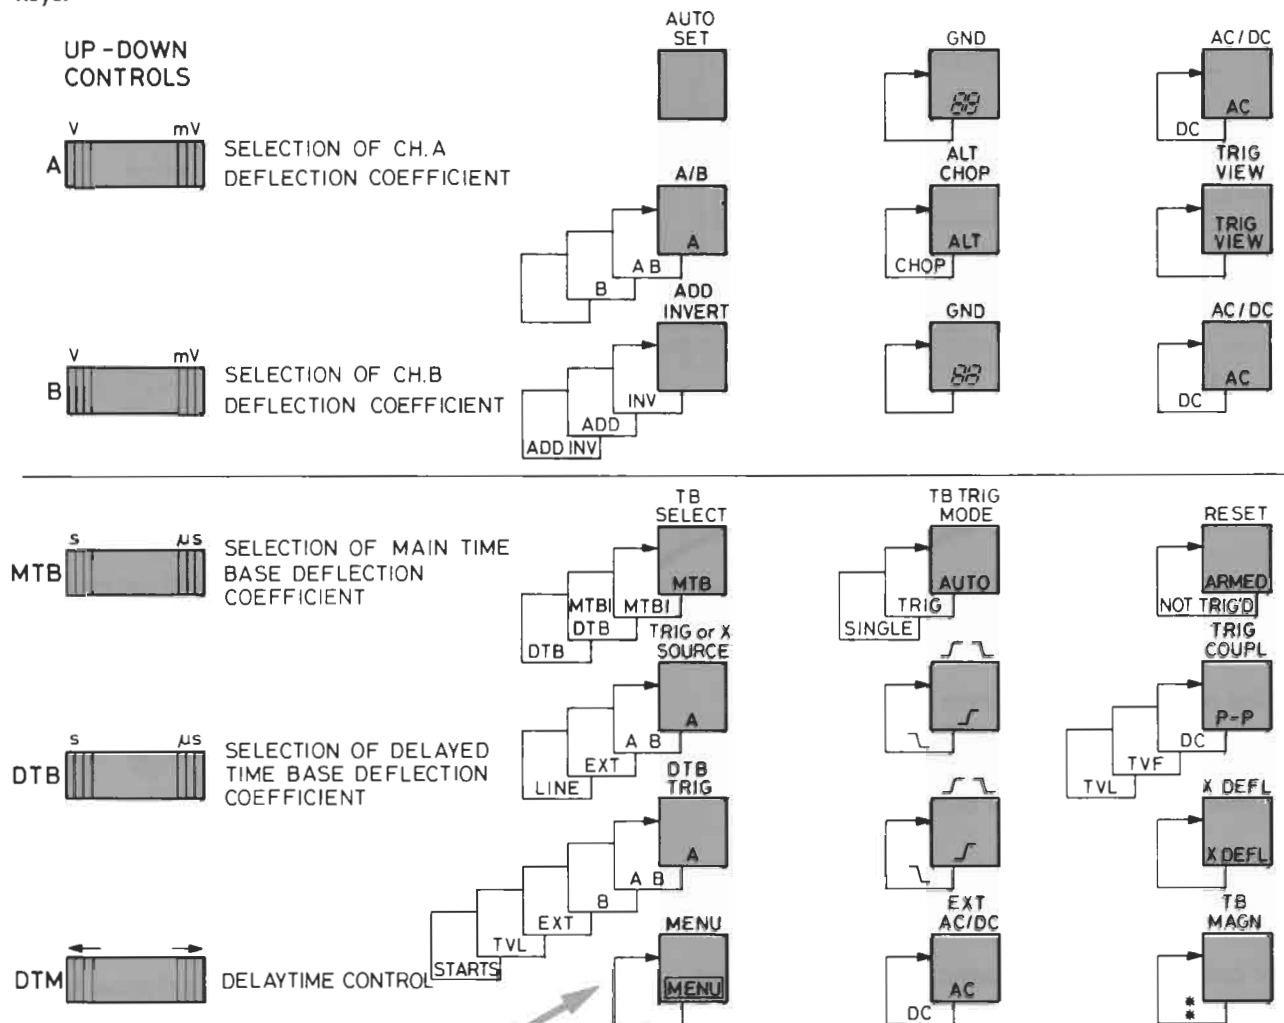 UP-DOWN
CONTROLS
AUTO
SET
GND
AC/DC
V mV
A
SELECTION OF CH.A
DEFLECTION COEFFICIENT
88
AC
DC
A/B
A
A B
B
ALT
CHOP
ALT
CHOP
TRIG
VIEW
TRIG
VIEW
V mV
B
SELECTION OF CH.B
DEFLECTION COEFFICIENT
ADD
INVERT
INV
ADD
ADD INV
GND
88
AC/DC
AC
DC
s µs
MTB
SELECTION OF MAIN TIME
BASE DEFLECTION
COEFFICIENT
TB
SELECT
MTB
MTBI
MTBI
DTB
DTB
TB TRIG
MODE
AUTO
TRIG
SINGLE
RESET
ARMED
NOT TRIG'D
s µs
DTB
SELECTION OF DELAYED
TIME BASE DEFLECTION
COEFFICIENT
TRIG or X
SOURCE
A
A B
EXT
LINE
TRIG
COUPL
P-P
DC
TVF
TVL
DTB
TRIG
A
A B
B
EXT
TVL
STARTS
X DEFL
X DEFL
DTM
DELAYTIME CONTROL
MENU
MENU
EXT
AC/DC
AC
DC
TB
MAGN
*
*